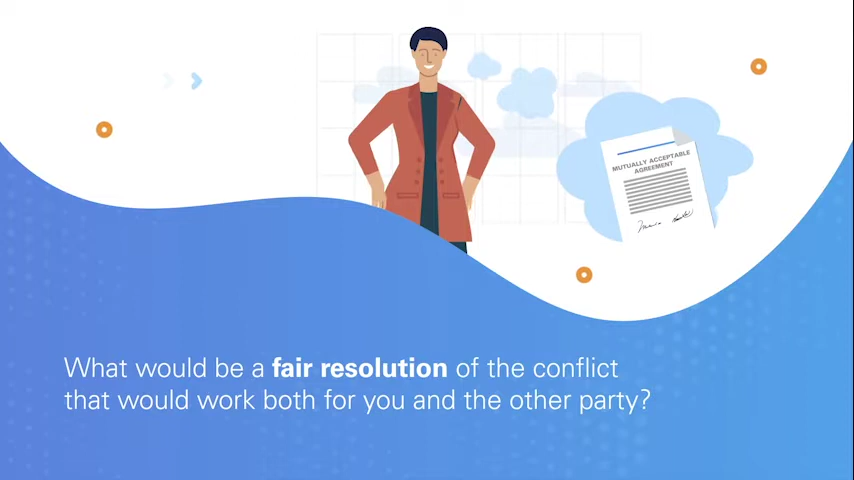 MUTUALLY ACCEPTABLE
AGREEMENT
What would be a fair resolution of the conflict
that would work both for you and the other party?